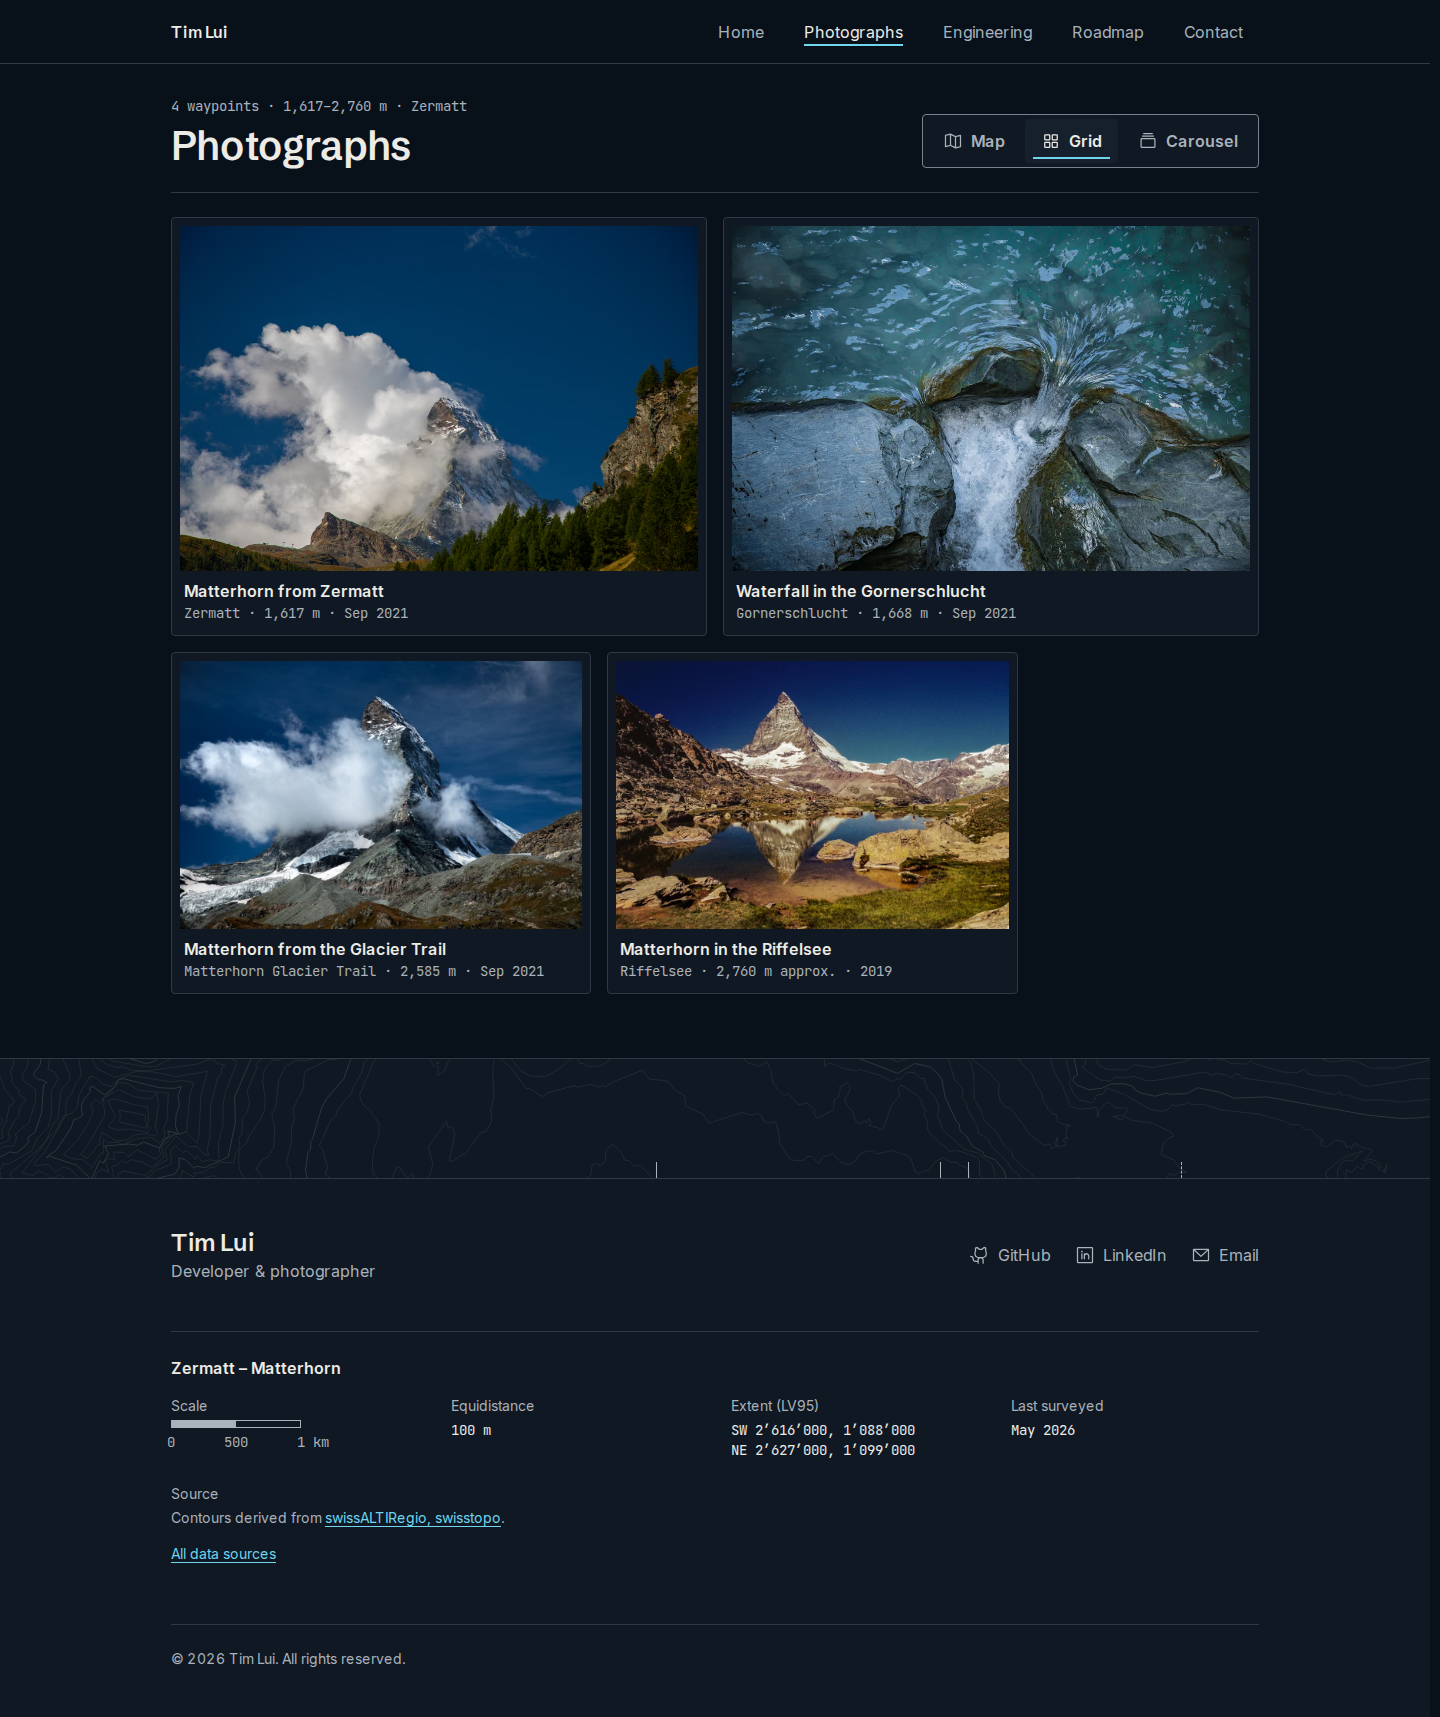 Tim Lui
Home
Photographs
Engineering
Roadmap
Contact
4 waypoints · 1,617–2,760 m · Zermatt
Photographs
Map
Grid
Carousel
Matterhorn from Zermatt
Zermatt · 1,617 m · Sep 2021
Waterfall in the Gornerschlucht
Gornerschlucht · 1,668 m · Sep 2021
Matterhorn from the Glacier Trail
Matterhorn Glacier Trail · 2,585 m · Sep 2021
Matterhorn in the Riffelsee
Riffelsee · 2,760 m approx. · 2019
Tim Lui
Developer & photographer
GitHub
LinkedIn
Email
Zermatt – Matterhorn
Scale
0 500 1 km
Equidistance
100 m
Extent (LV95)
SW 2’616’000, 1’088’000
NE 2’627’000, 1’099’000
Last surveyed
May 2026
Source
Contours derived from swissALTIRegio, swisstopo.
All data sources
© 2026 Tim Lui. All rights reserved.